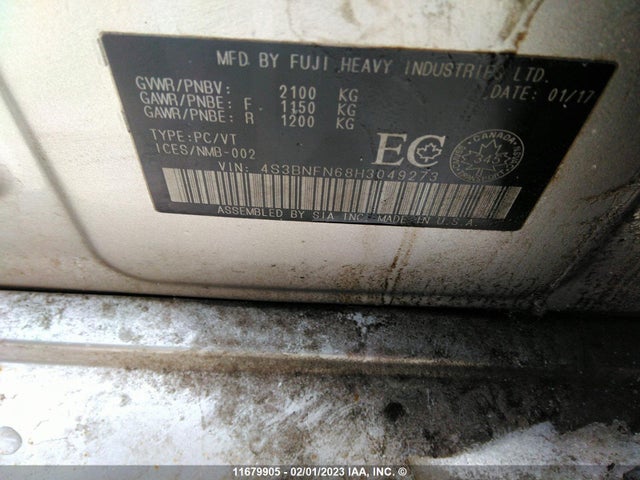 MFD BY FUJI HEAVY INDUSTRIES LTD.
GVWR/PNBV: 2100 KG DATE: 01/17
GAWR/PNBE: F 1150 KG
GAWR/PNBE: R 1200 KG
TYPE: PC/VT
ICES/NMB-002
EC
CANADA
345
VIN: 4S3BNFN68H3049273
ASSEMBLED BY SIA INC. MADE IN U.S.A.
11679905 - 02/01/2023 IAA, INC. ©